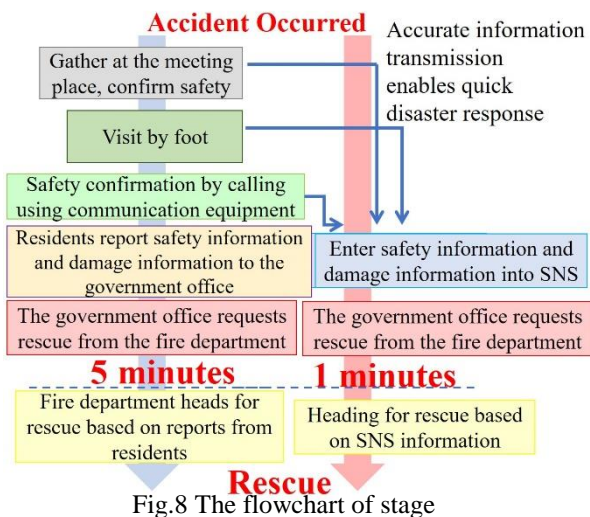 Accident Occurred
Gather at the meeting
place, confirm safety
Accurate information
transmission
enables quick
disaster response
Visit by foot
Safety confirmation by calling
using communication equipment
Residents report safety information
and damage information to the
government office
Enter safety information and
damage information into SNS
The government office requests
rescue from the fire department
The government office requests
rescue from the fire department
5 minutes
1 minutes
Fire department heads for
rescue based on reports from
residents
Heading for rescue based
on SNS information
Rescue
Fig.8 The flowchart of stage